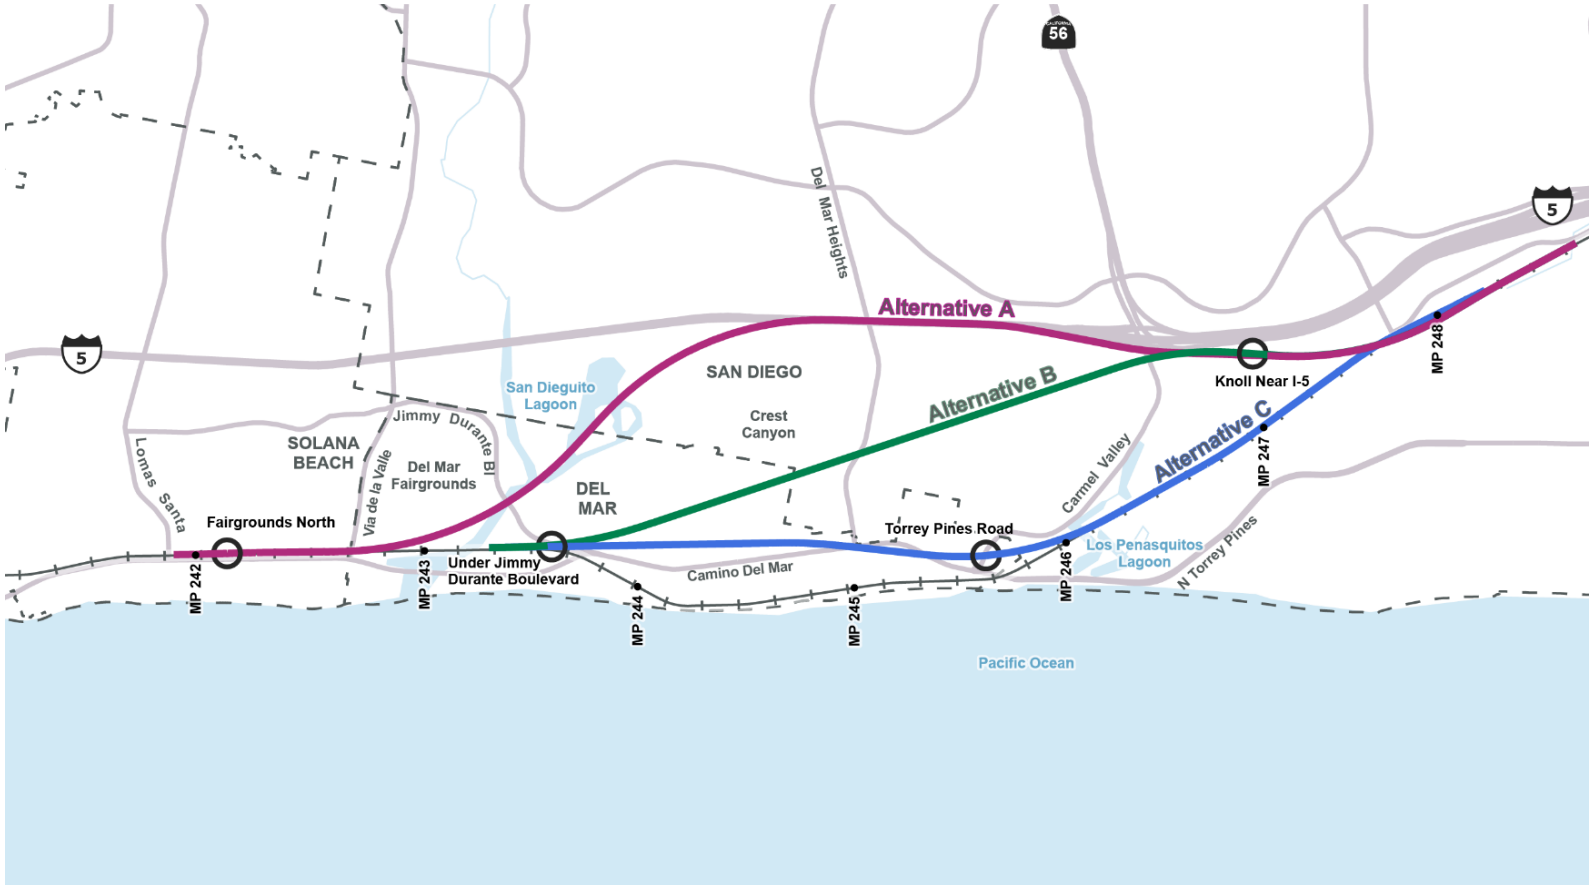 CALIFORNIA
56
5
Del Mar Heights
Alternative A
5
MP 248
Knoll Near I-5
San Dieguito
Lagoon
SAN DIEGO
Alternative B
Crest
Canyon
Jimmy Durante Bl
SOLANA
BEACH
Lomas Santa
Via de la Valle
Del Mar
Fairgrounds
Alternative C
MP 247
Carmel Valley
DEL
MAR
Fairgrounds North
Torrey Pines Road
Los Penasquitos
Lagoon
N Torrey Pines
Under Jimmy
Durante Boulevard
Camino Del Mar
MP 242
MP 243
MP 244
MP 245
MP 246
Pacific Ocean